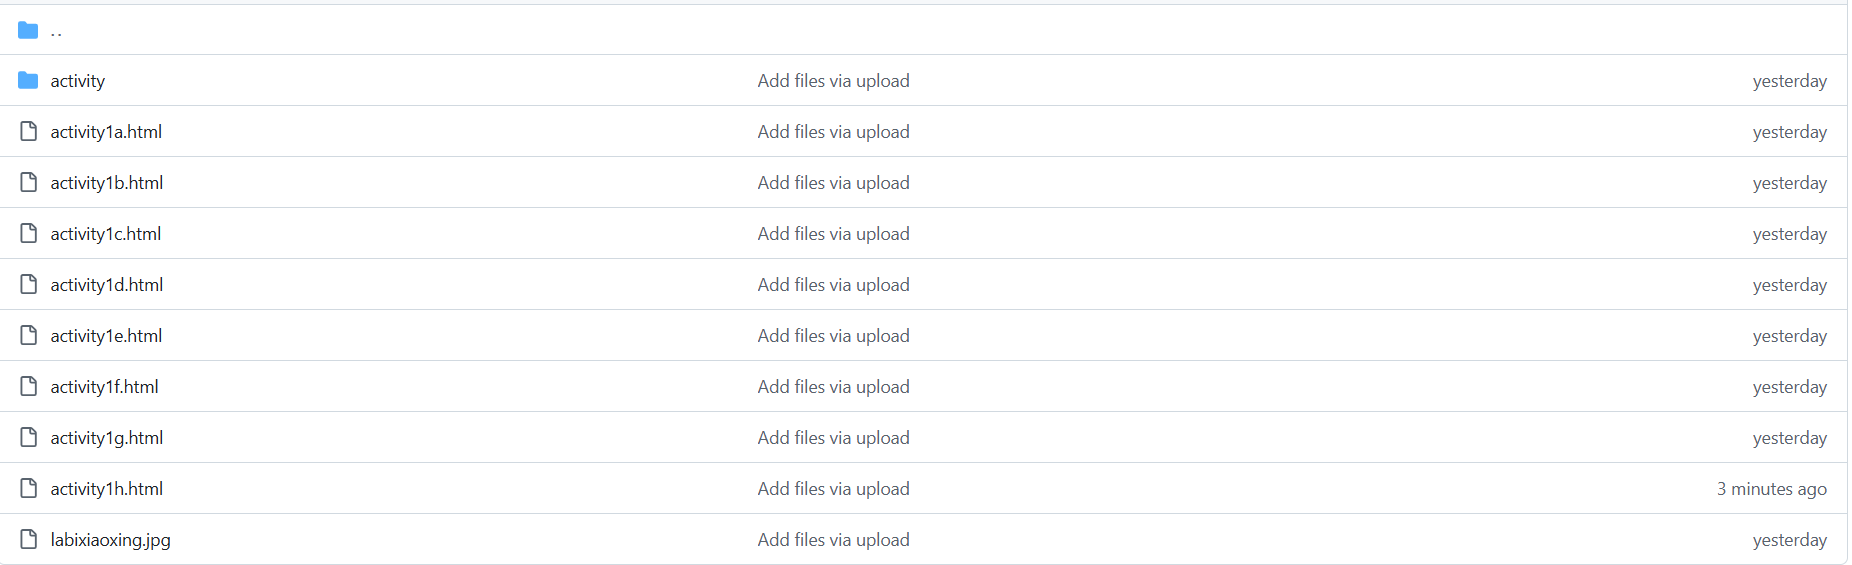 ..
activity Add files via upload yesterday
activity1a.html Add files via upload yesterday
activity1b.html Add files via upload yesterday
activity1c.html Add files via upload yesterday
activity1d.html Add files via upload yesterday
activity1e.html Add files via upload yesterday
activity1f.html Add files via upload yesterday
activity1g.html Add files via upload yesterday
activity1h.html Add files via upload 3 minutes ago
labixiaoxing.jpg Add files via upload yesterday